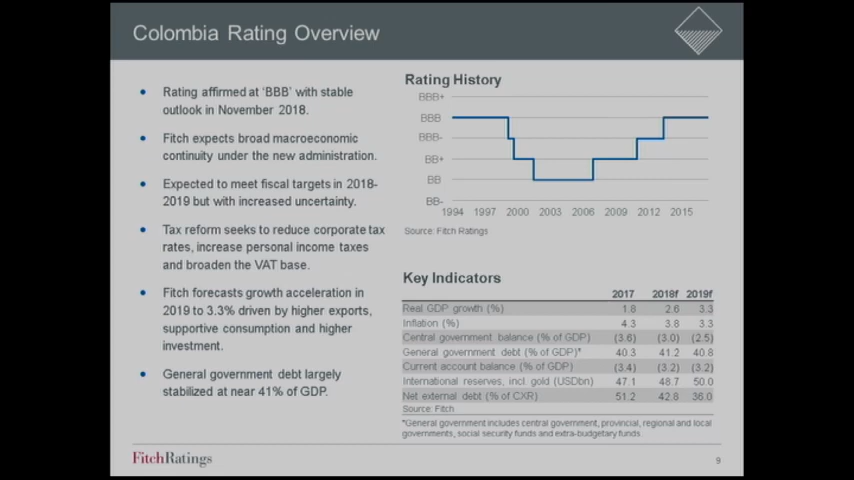 Colombia Rating Overview
Rating affirmed at ‘BBB’ with stable
outlook in November 2018.
Fitch expects broad macroeconomic
continuity under the new administration.
Expected to meet fiscal targets in 2018-
2019 but with increased uncertainty.
Tax reform seeks to reduce corporate tax
rates, increase personal income taxes
and broaden the VAT base.
Fitch forecasts growth acceleration in
2019 to 3.3% driven by higher exports,
supportive consumption and higher
investment.
General government debt largely
stabilized at near 41% of GDP.
Rating History
BBB+
BBB
BBB-
BB+
BB
BB-
1994 1997 2000 2003 2006 2009 2012 2015
Source: Fitch Ratings
Key Indicators
2017 2018f 2019f
Real GDP growth (%) 1.8 2.6 3.3
Inflation (%) 4.3 3.8 3.3
Central government balance (% of GDP) (3.6) (3.0) (2.5)
General government debt (% of GDP)* 40.3 41.2 40.8
Current account balance (% of GDP) (3.4) (3.2) (3.2)
International reserves, incl. gold (USDbn) 47.1 48.7 50.0
Net external debt (% of CXR) 51.2 42.8 36.0
Source: Fitch
*General government includes central government, provincial, regional and local
governments, social security funds and extra-budgetary funds.
FitchRatings
9